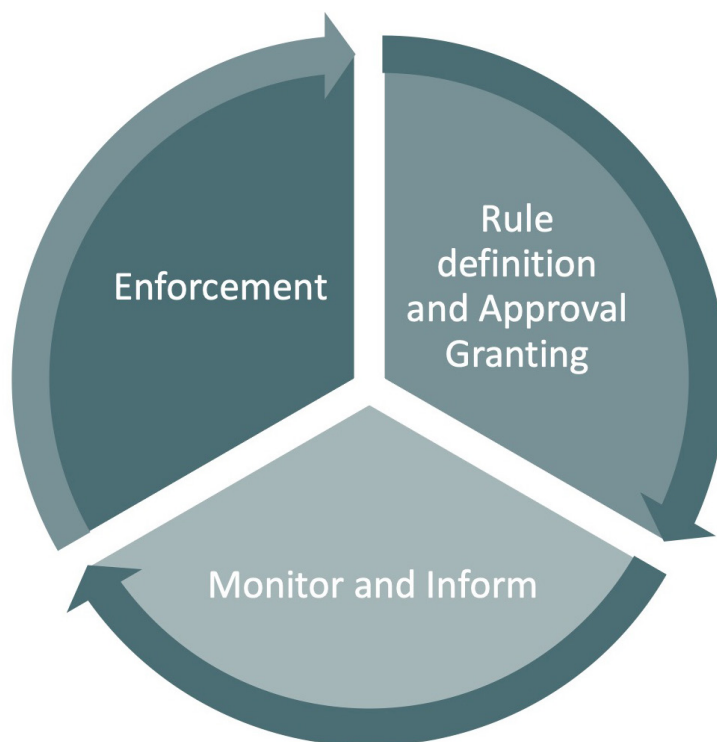 Enforcement
Rule
definition
and Approval
Granting
Monitor and Inform